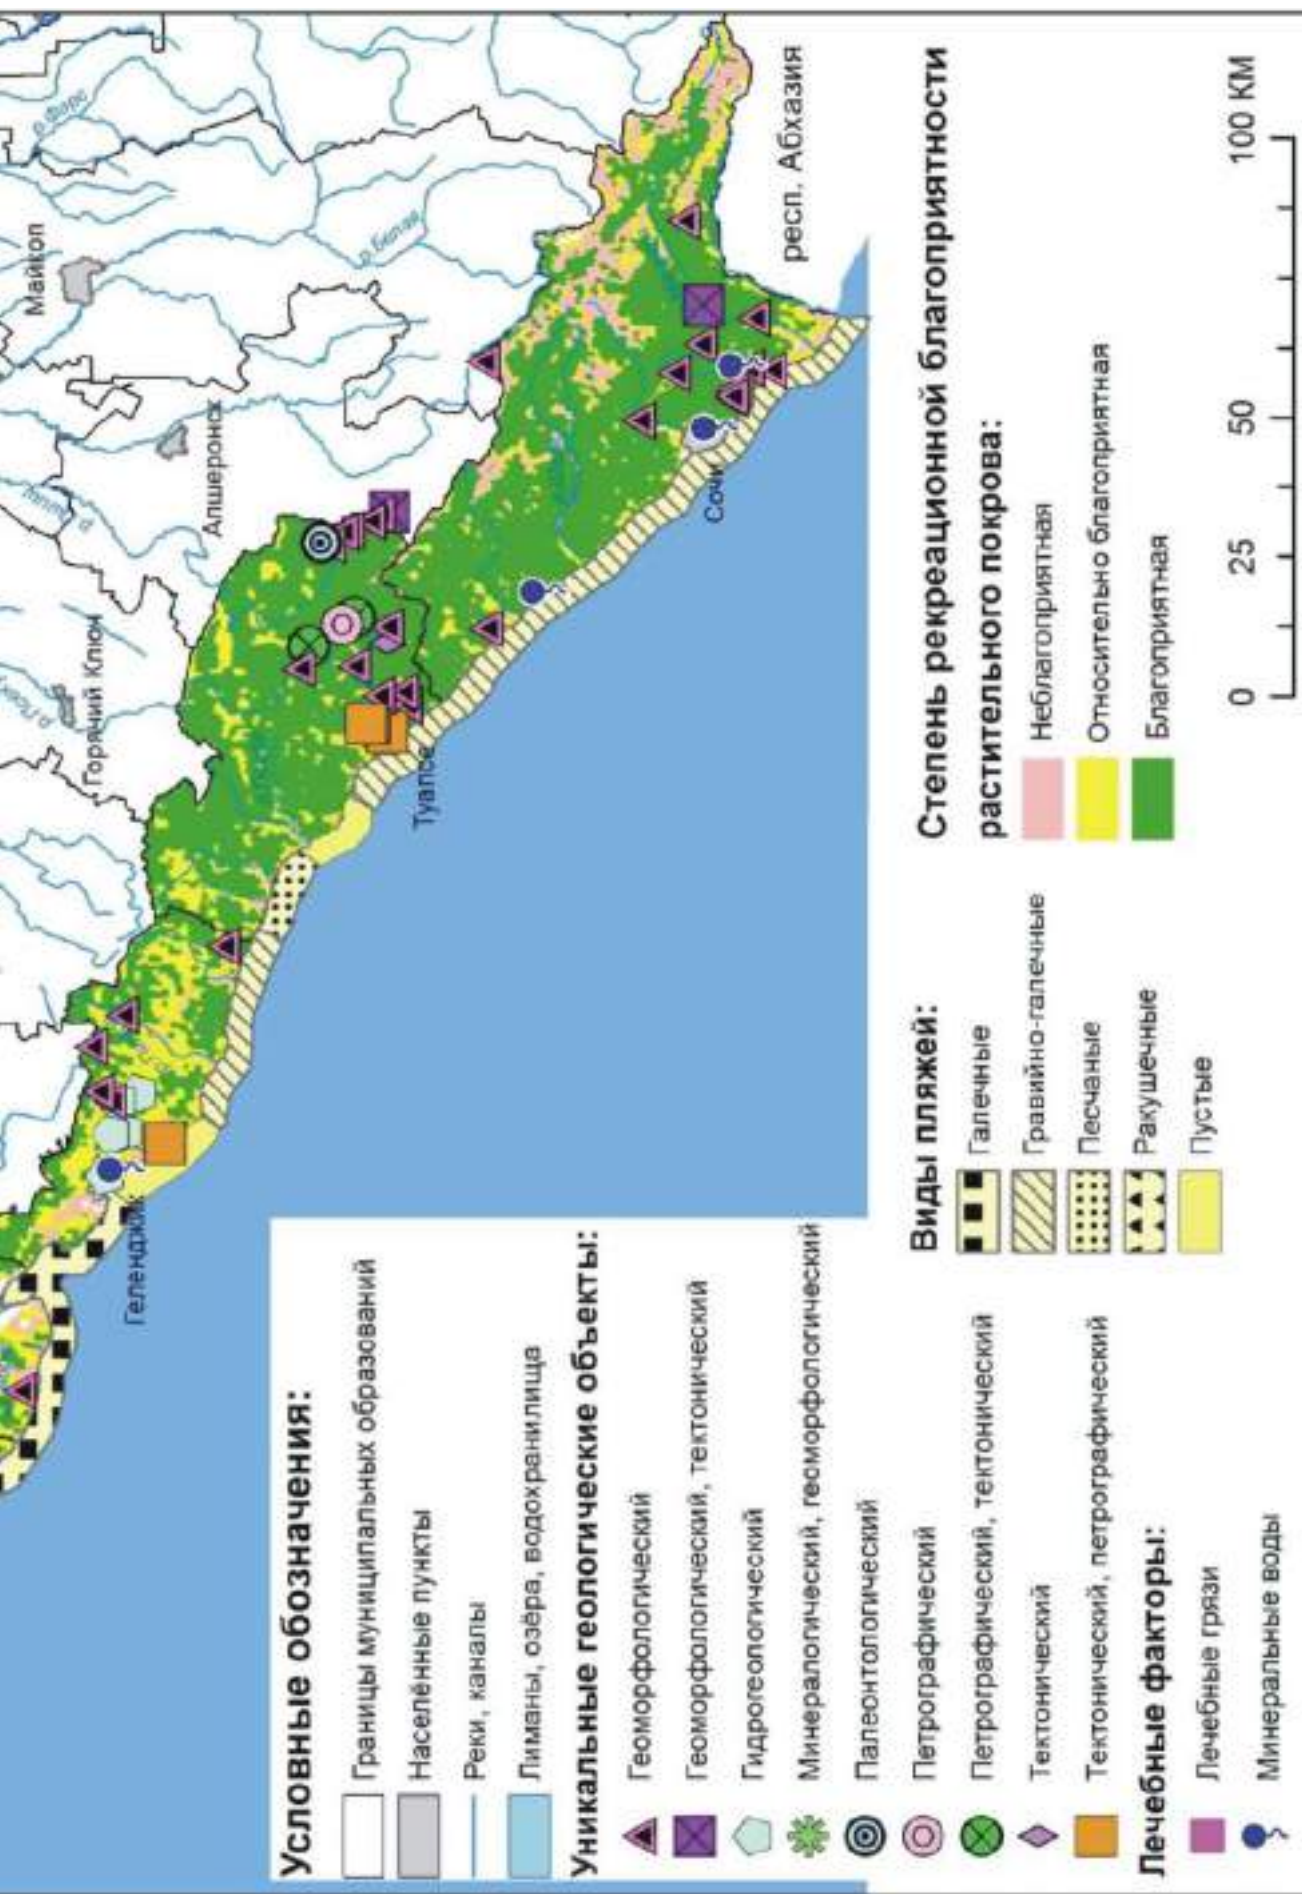 Майкоп
р.Фарс
р.Белая
Апшеронск
р.Пшиш
Горячий Ключ
респ. Абхазия
Сочи
Туапсе
Геленджик
Условные обозначения:
Границы муниципальных образований
Населённые пункты
Реки, каналы
Лиманы, озёра, водохранилища
Уникальные геологические объекты:
Геоморфологический
Геоморфологический, тектонический
Гидрогеологический
Минералогический, геоморфологический
Палеонтологический
Петрографический
Петрографический, тектонический
Тектонический
Тектонический, петрографический
Лечебные факторы:
Лечебные грязи
Минеральные воды
Виды пляжей:
Галечные
Гравийно-галечные
Песчаные
Ракушечные
Пустые
Степень рекреационной благоприятности
растительного покрова:
Неблагоприятная
Относительно благоприятная
Благоприятная
0 25 50 100 КМ